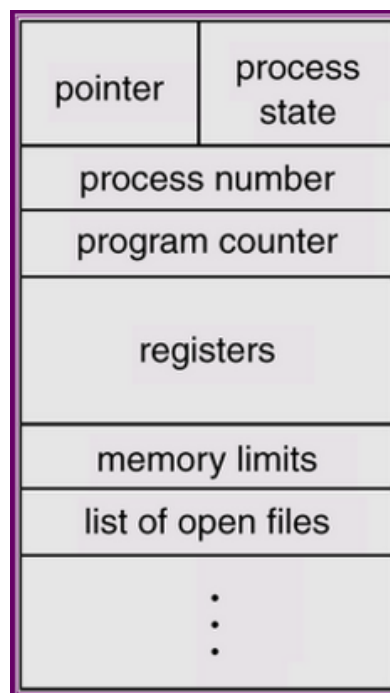 pointer
process
state
process number
program counter
registers
memory limits
list of open files